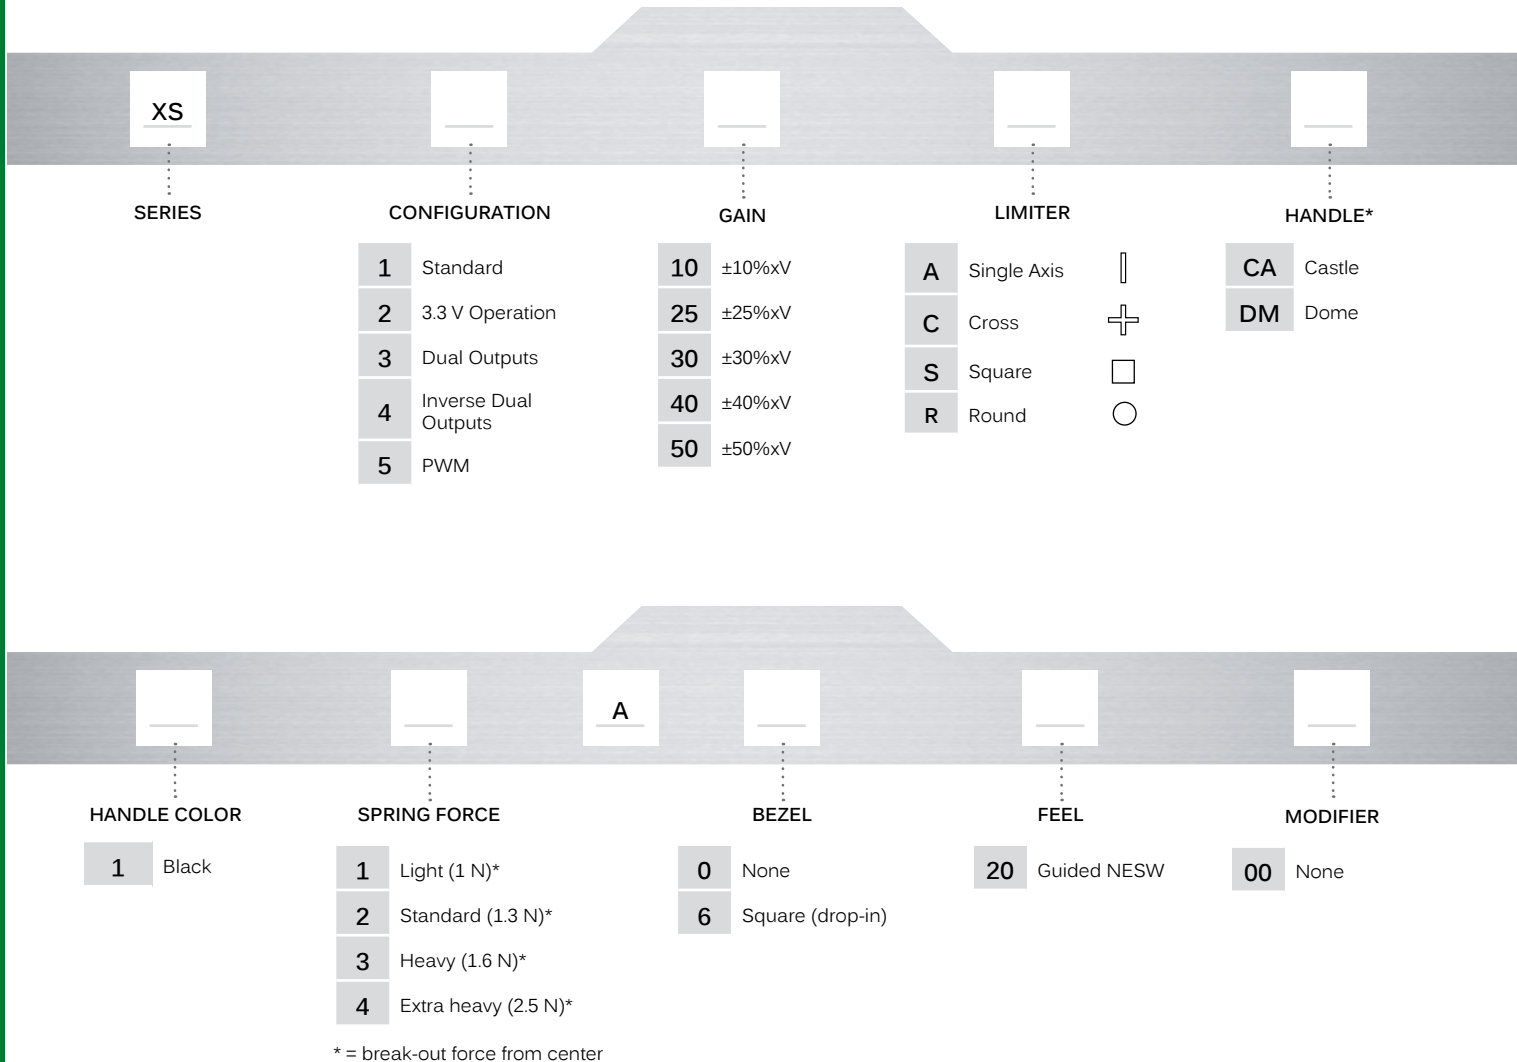 XS
SERIES
CONFIGURATION
GAIN
LIMITER
HANDLE*
1 Standard
2 3.3 V Operation
3 Dual Outputs
4 Inverse Dual
Outputs
5 PWM
10 ±10%xV
25 ±25%xV
30 ±30%xV
40 ±40%xV
50 ±50%xV
A Single Axis
C Cross
S Square
R Round
CA Castle
DM Dome
A
HANDLE COLOR
SPRING FORCE
BEZEL
FEEL
MODIFIER
1 Black
1 Light (1 N)*
2 Standard (1.3 N)*
3 Heavy (1.6 N)*
4 Extra heavy (2.5 N)*
* = break-out force from center
0 None
6 Square (drop-in)
20 Guided NESW
00 None